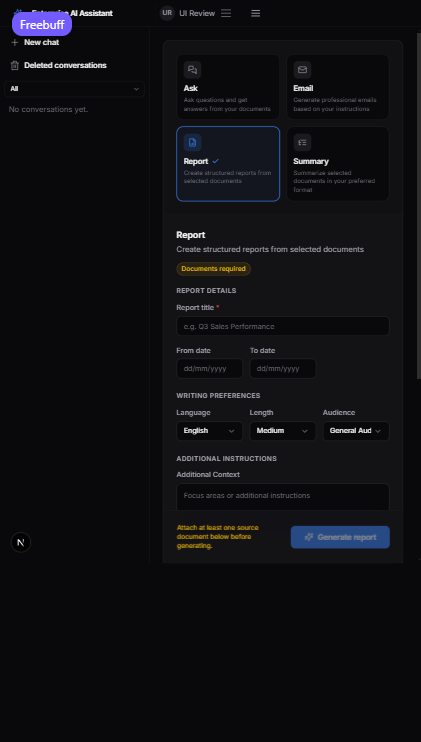 Freebuff
AI Assistant
UR
UI Review
New chat
Deleted conversations
All
No conversations yet.
Ask
Ask questions and get
answers from your documents
Email
Generate professional emails
based on your instructions
Report
Create structured reports from
selected documents
Summary
Summarize selected
documents in your preferred
format
Report
Create structured reports from selected documents
Documents required
REPORT DETAILS
Report title *
e.g. Q3 Sales Performance
From date
To date
dd/mm/yyyy
dd/mm/yyyy
WRITING PREFERENCES
Language
Length
Audience
English
Medium
General Aud
ADDITIONAL INSTRUCTIONS
Additional Context
Focus areas or additional instructions
Attach at least one source
document below before
generating.
Generate report
N